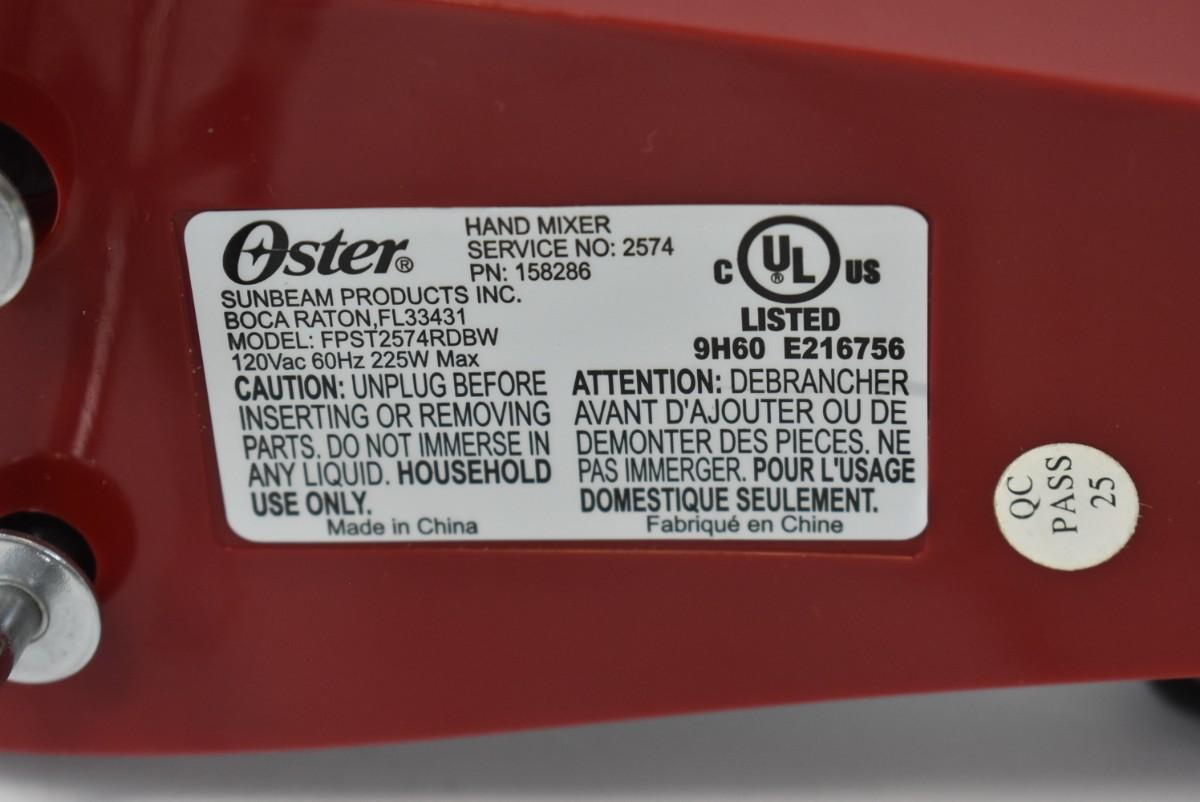 Oster®
HAND MIXER
SERVICE NO: 2574
PN: 158286
SUNBEAM PRODUCTS INC.
BOCA RATON,FL33431
MODEL: FPST2574RDBW
120Vac 60Hz 225W Max
C UL® US
LISTED
9H60 E216756
CAUTION: UNPLUG BEFORE
INSERTING OR REMOVING
PARTS. DO NOT IMMERSE IN
ANY LIQUID. HOUSEHOLD
USE ONLY.
Made in China
ATTENTION: DEBRANCHER
AVANT D'AJOUTER OU DE
DEMONTER DES PIECES. NE
PAS IMMERGER. POUR L'USAGE
DOMESTIQUE SEULEMENT.
Fabriqué en Chine
QC
PASS
25